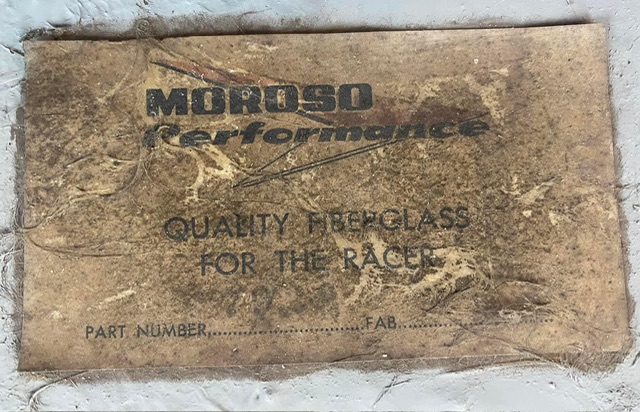 MOROSO
Performance
QUALITY FIBERGLASS
FOR THE RACER
PART NUMBER..............................FAB..............................